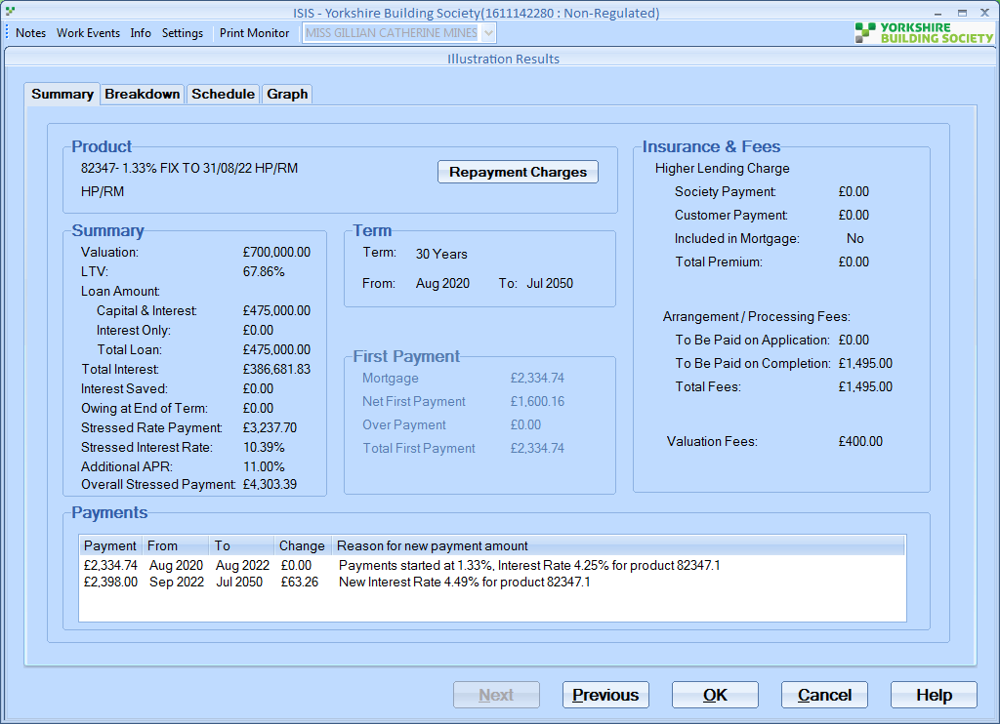 ISIS - Yorkshire Building Society(1611142280 : Non-Regulated)
Notes Work Events Info Settings Print Monitor MISS GILLIAN CATHERINE MINES
YORKSHIRE
BUILDING SOCIETY
Illustration Results
Summary Breakdown Schedule Graph
Product
82347- 1.33% FIX TO 31/08/22 HP/RM
HP/RM
Repayment Charges
Summary
Valuation: £700,000.00
LTV: 67.86%
Loan Amount:
Capital & Interest: £475,000.00
Interest Only: £0.00
Total Loan: £475,000.00
Total Interest: £386,681.83
Interest Saved: £0.00
Owing at End of Term: £0.00
Stressed Rate Payment: £3,237.70
Stressed Interest Rate: 10.39%
Additional APR: 11.00%
Overall Stressed Payment: £4,303.39
Term
Term: 30 Years
From: Aug 2020 To: Jul 2050
First Payment
Mortgage £2,334.74
Net First Payment £1,600.16
Over Payment £0.00
Total First Payment £2,334.74
Insurance & Fees
Higher Lending Charge
Society Payment: £0.00
Customer Payment: £0.00
Included in Mortgage: No
Total Premium: £0.00
Arrangement / Processing Fees:
To Be Paid on Application: £0.00
To Be Paid on Completion: £1,495.00
Total Fees: £1,495.00
Valuation Fees: £400.00
Payments
Payment From To Change Reason for new payment amount
£2,334.74 Aug 2020 Aug 2022 £0.00 Payments started at 1.33%, Interest Rate 4.25% for product 82347.1
£2,398.00 Sep 2022 Jul 2050 £63.26 New Interest Rate 4.49% for product 82347.1
Next Previous OK Cancel Help